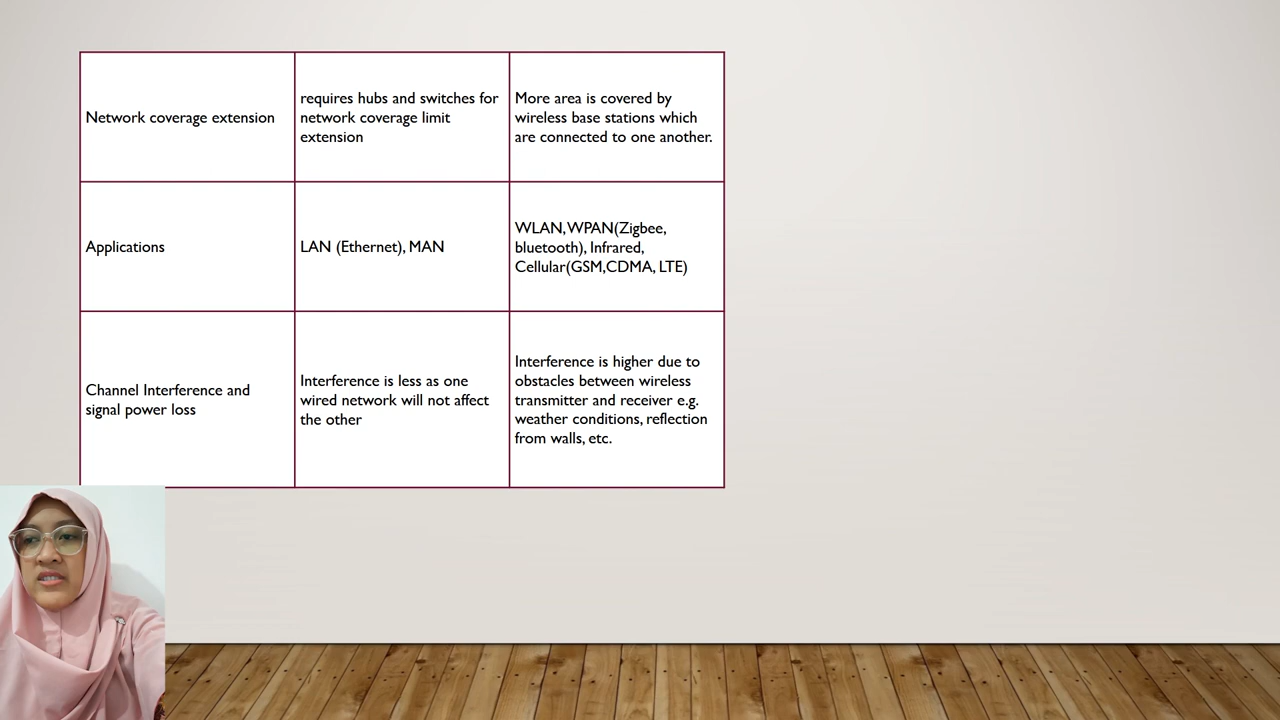 Network coverage extension
requires hubs and switches for
network coverage limit
extension
More area is covered by
wireless base stations which
are connected to one another.
Applications
LAN (Ethernet), MAN
WLAN, WPAN(Zigbee,
bluetooth), Infrared,
Cellular(GSM,CDMA, LTE)
Channel Interference and
signal power loss
Interference is less as one
wired network will not affect
the other
Interference is higher due to
obstacles between wireless
transmitter and receiver e.g.
weather conditions, reflection
from walls, etc.